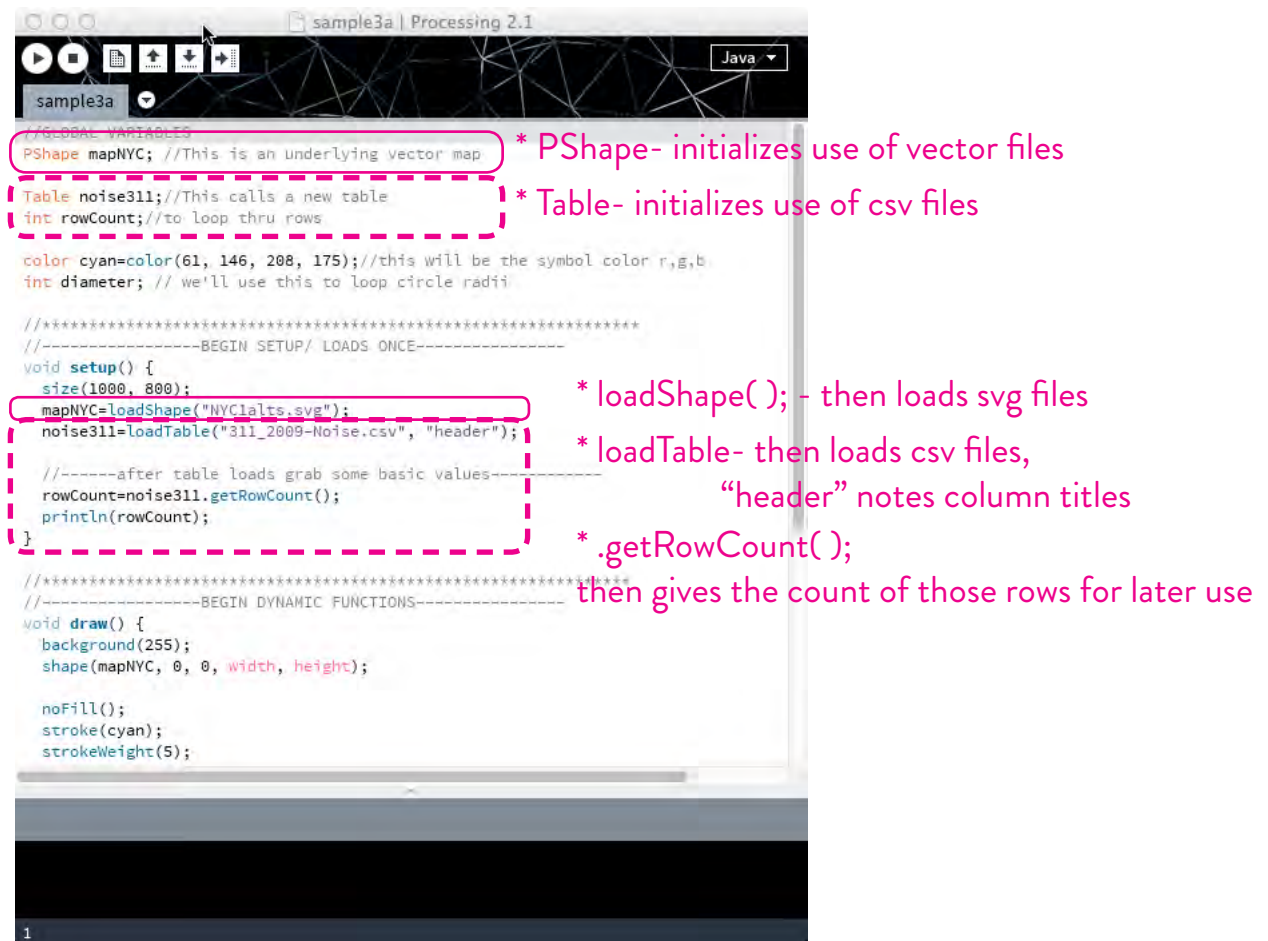 sample3a | Processing 2.1
Java
sample3a
//GLOBAL VARIABLES
PShape mapNYC; //This is an underlying vector map
* PShape- initializes use of vector files
Table noise311;//This calls a new table
int rowCount;//to loop thru rows
* Table- initializes use of csv files
color cyan=color(61, 146, 208, 175);//this will be the symbol color r,g,b
int diameter; // we'll use this to loop circle radii
//****************************************************************
//-----------------BEGIN SETUP/ LOADS ONCE----------------
void setup() {
size(1000, 800);
mapNYC=loadShape("NYC1alts.svg");
* loadShape( ); - then loads svg files
noise311=loadTable("311_2009-Noise.csv", "header");
* loadTable- then loads csv files,
“header” notes column titles
//------after table loads grab some basic values------------
rowCount=noise311.getRowCount();
println(rowCount);
}
* .getRowCount( );
then gives the count of those rows for later use
//***************************************************************
//-----------------BEGIN DYNAMIC FUNCTIONS----------------
void draw() {
background(255);
shape(mapNYC, 0, 0, width, height);
noFill();
stroke(cyan);
strokeWeight(5);
1